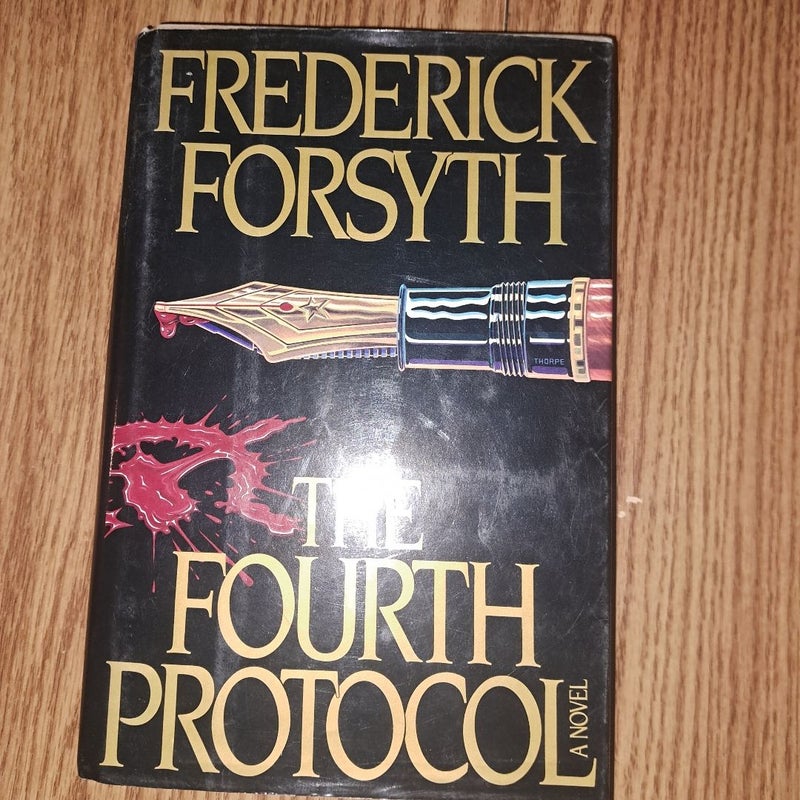 FREDERICK
FORSYTH
THORPE
THE
FOURTH
PROTOCOL
A NOVEL